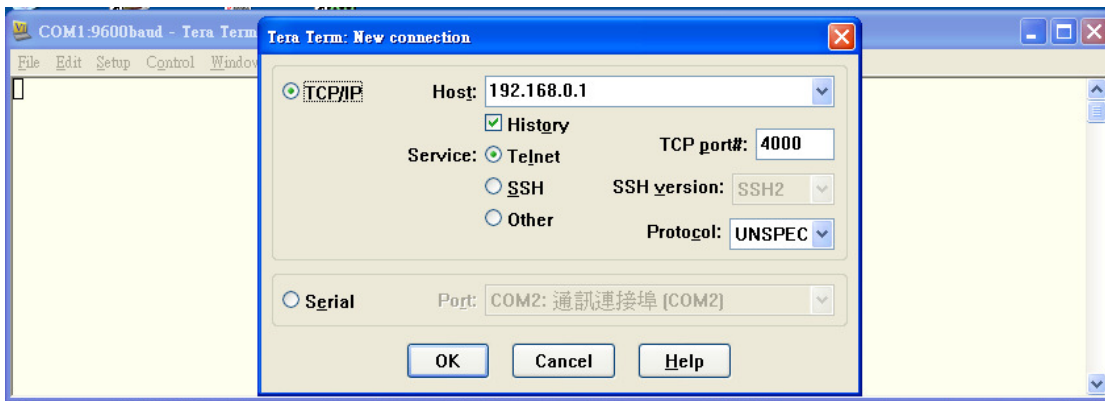 COM1:9600baud - Tera Term
File Edit Setup Control Window
Tera Term: New connection
TCP/IP Host: 192.168.0.1
History
Service: Telnet TCP port#: 4000
SSH SSH version: SSH2
Other Protocol: UNSPEC
Serial Port: COM2: 通訊連接埠 (COM2)
OK Cancel Help